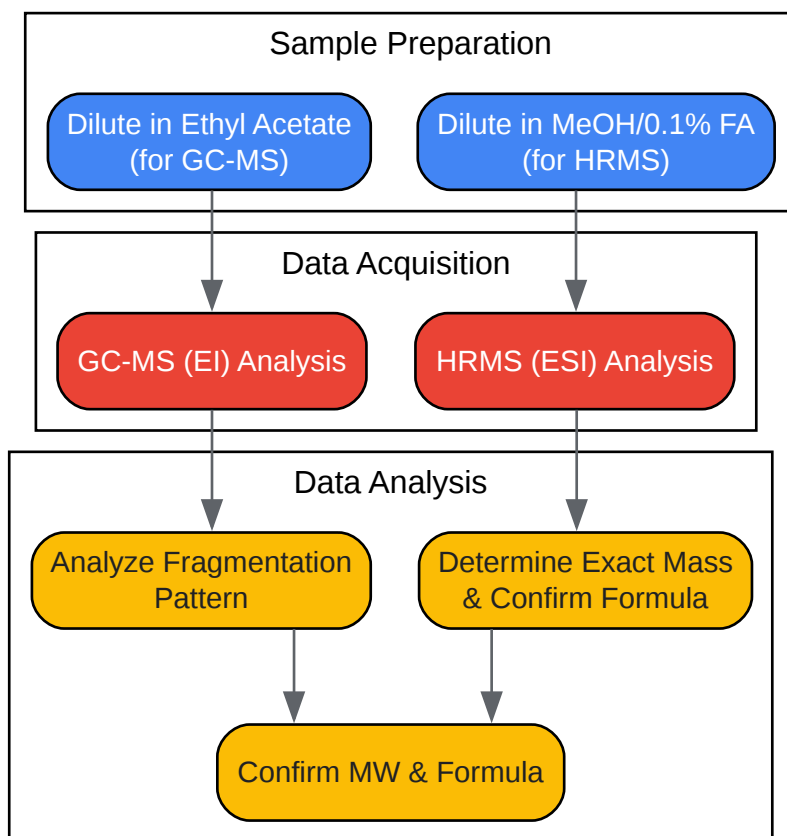 Sample Preparation
Dilute in Ethyl Acetate
(for GC-MS)
Dilute in MeOH/0.1% FA
(for HRMS)
Data Acquisition
GC-MS (EI) Analysis
HRMS (ESI) Analysis
Data Analysis
Analyze Fragmentation
Pattern
Determine Exact Mass
& Confirm Formula
Confirm MW & Formula